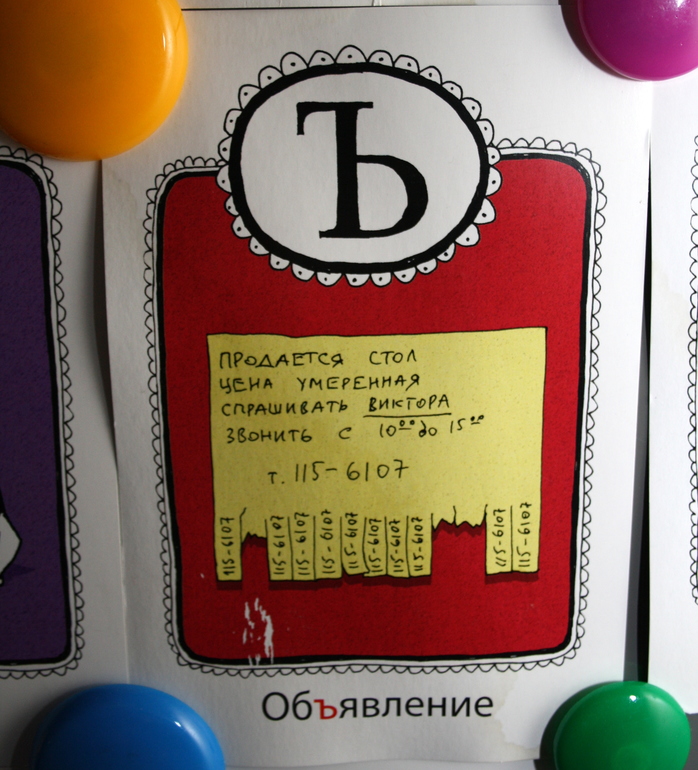 Ъ
ПРОДАЕТСЯ СТОЛ
ЦЕНА УМЕРЕННАЯ
СПРАШИВАТЬ ВИКТОРА
ЗВОНИТЬ С 10⁰⁰ до 15⁰⁰
т. 115-6107
115-6107
115-6107
115-6107
115-6107
115-6107
115-6107
115-6107
115-6107
115-6107
115-6107
Объявление